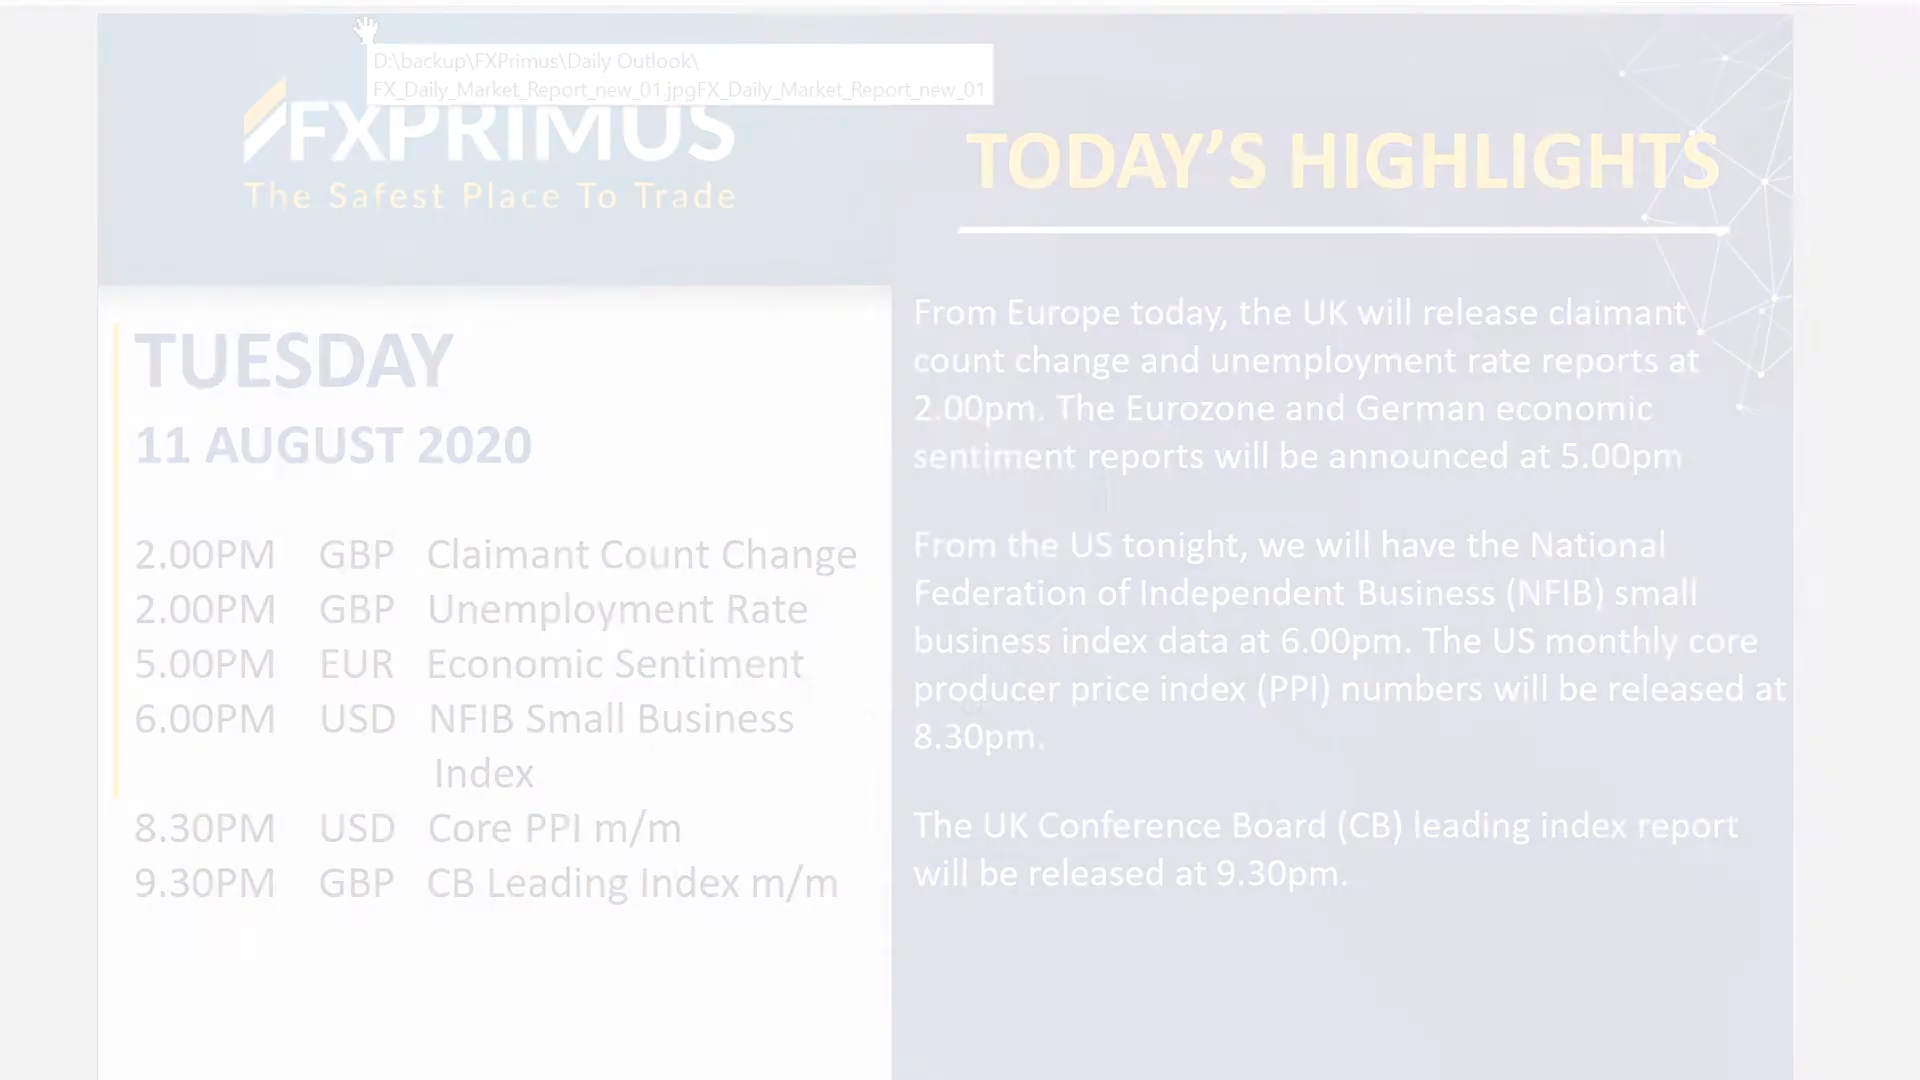 D:\backup\FXPrimus\Daily Outlook\
FX_Daily_Market_Report_new_01.jpgFX_Daily_Market_Report_new_01
FXPRIMUS
The Safest Place To Trade
TUESDAY
11 AUGUST 2020
2.00PM GBP Claimant Count Change
2.00PM GBP Unemployment Rate
5.00PM EUR Economic Sentiment
6.00PM USD NFIB Small Business
Index
8.30PM USD Core PPI m/m
9.30PM GBP CB Leading Index m/m
TODAY’S HIGHLIGHTS
From Europe today, the UK will release claimant
count change and unemployment rate reports at
2.00pm. The Eurozone and German economic
sentiment reports will be announced at 5.00pm
From the US tonight, we will have the National
Federation of Independent Business (NFIB) small
business index data at 6.00pm. The US monthly core
producer price index (PPI) numbers will be released at
8.30pm.
The UK Conference Board (CB) leading index report
will be released at 9.30pm.